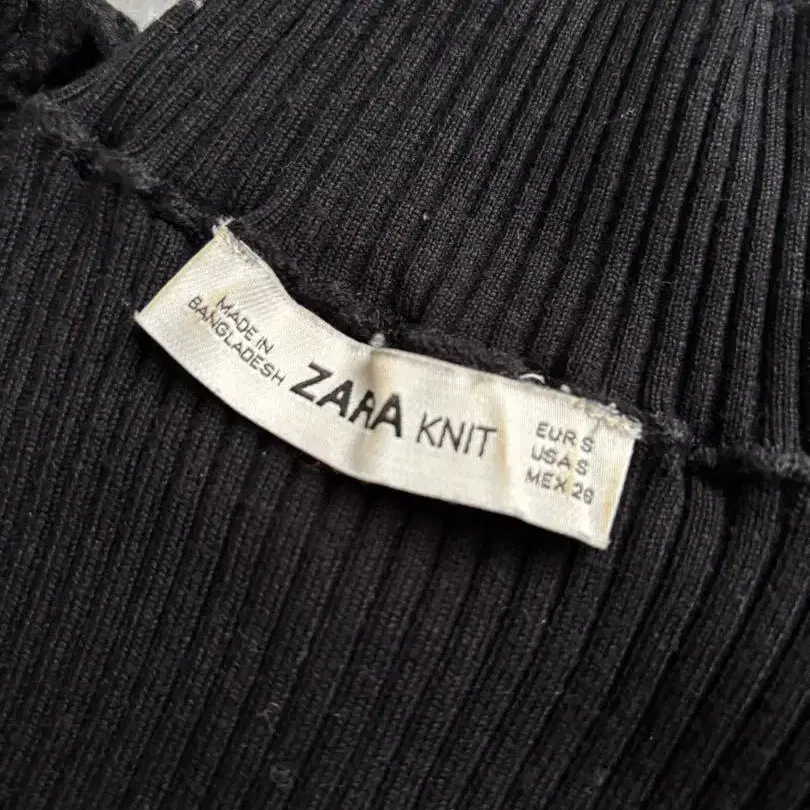 MADE IN
BANGLADESH
ZARA KNIT
EUR S
USA S
MEX 26